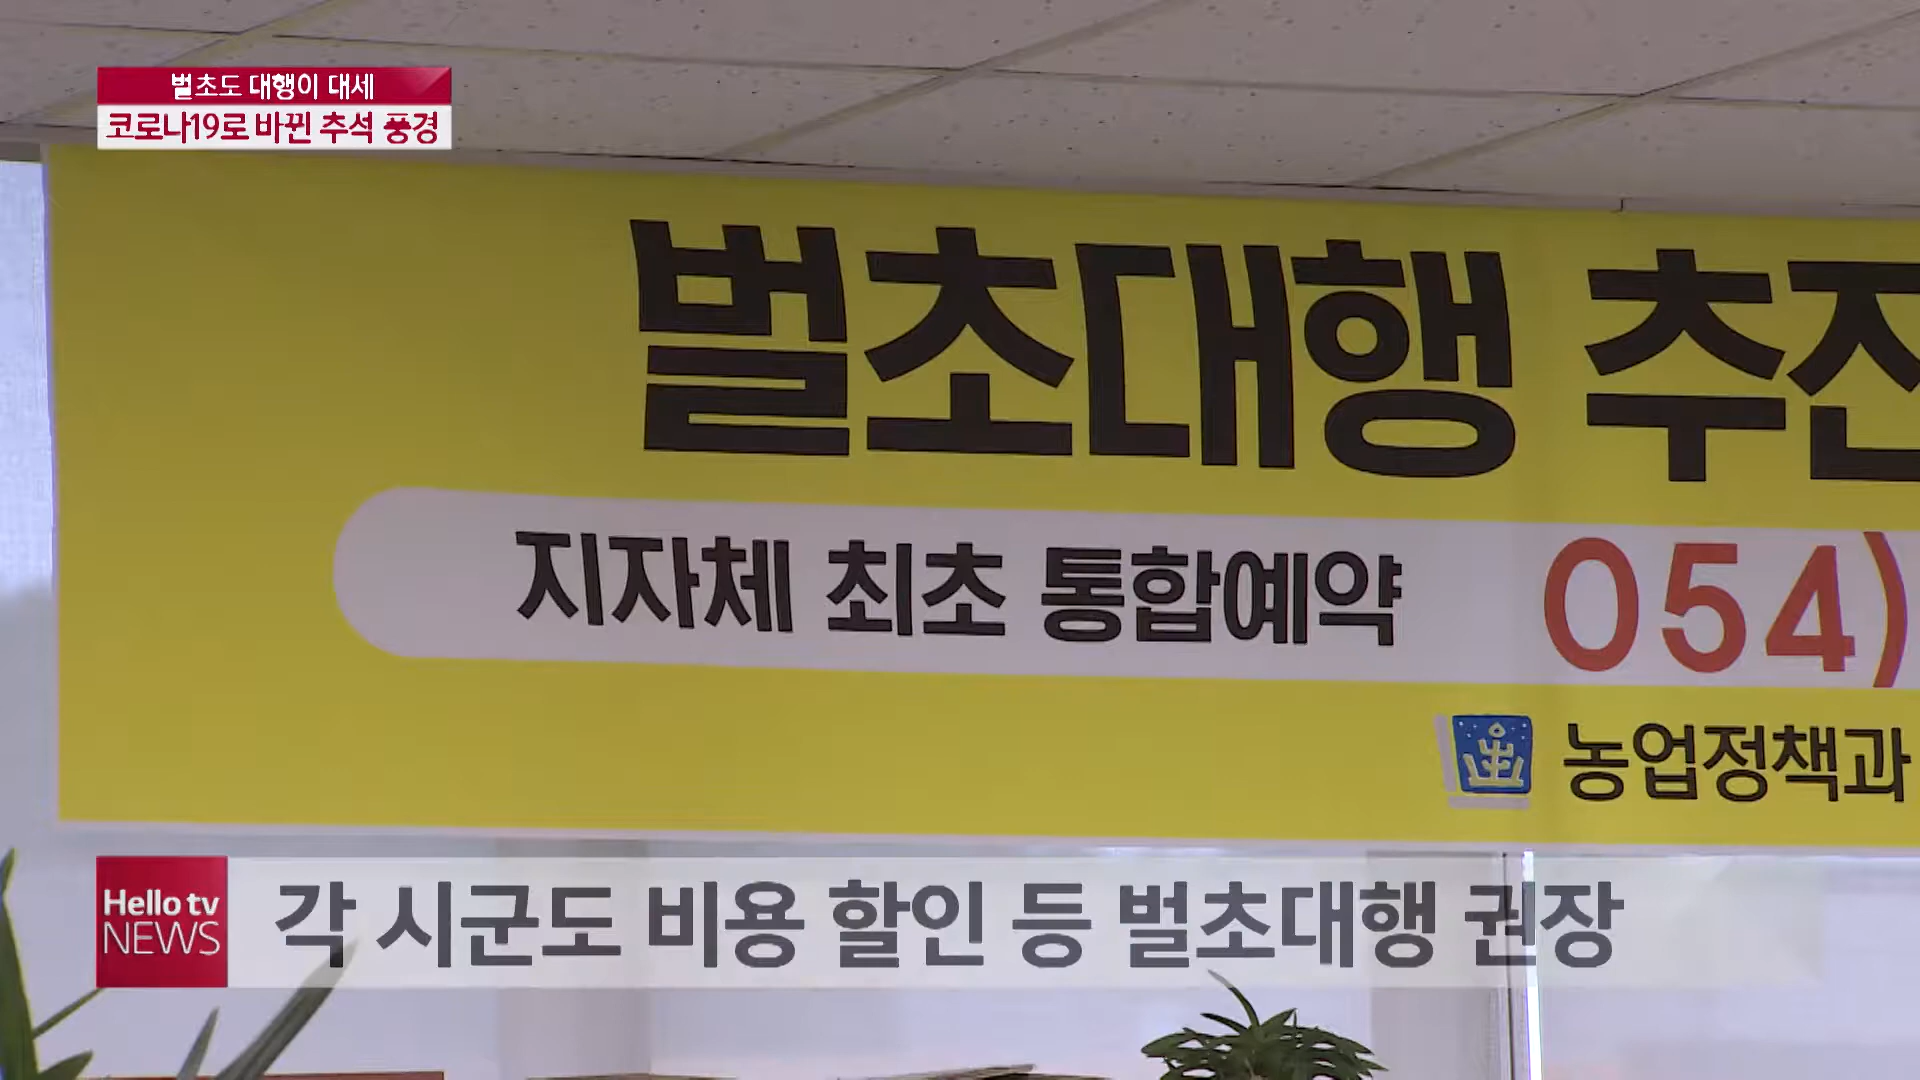 벌초도 대행이 대세
코로나19로 바뀐 추석 풍경
벌초대행
지자체 최초 통합예약 054)
농업정책과
Hello tv
NEWS
각 시군도 비용 할인 등 벌초대행 권장